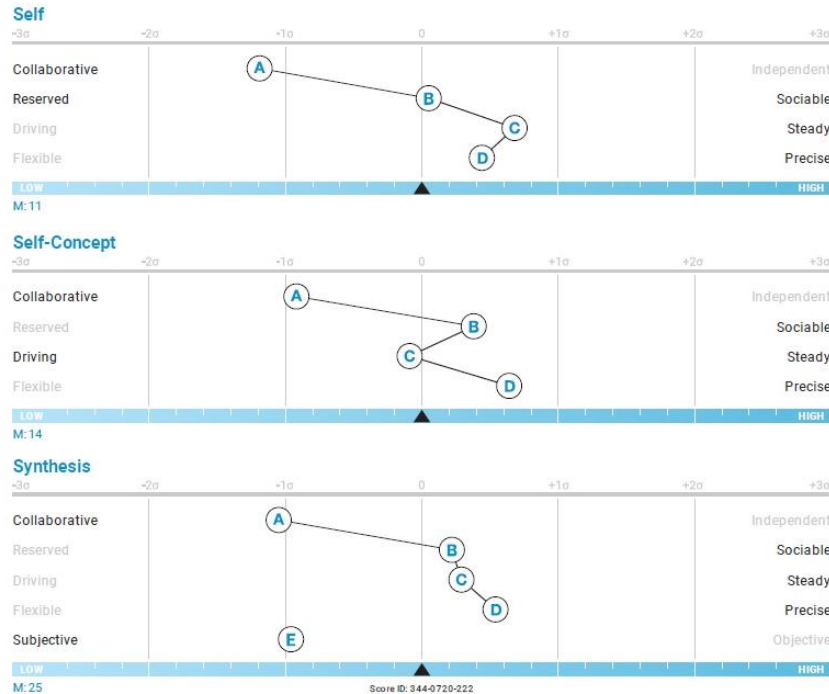 Self
-3σ -2σ -1σ 0 +1σ +2σ +3σ
Collaborative A Independent
Reserved B Sociable
Driving C Steady
Flexible D Precise
LOW HIGH
M:11
Self-Concept
-3σ -2σ -1σ 0 +1σ +2σ +3σ
Collaborative A Independent
Reserved B Sociable
Driving C Steady
Flexible D Precise
LOW HIGH
M:14
Synthesis
-3σ -2σ -1σ 0 +1σ +2σ +3σ
Collaborative A Independent
Reserved B Sociable
Driving C Steady
Flexible D Precise
Subjective E Objective
LOW HIGH
M:25 Score ID: 344-0720-222